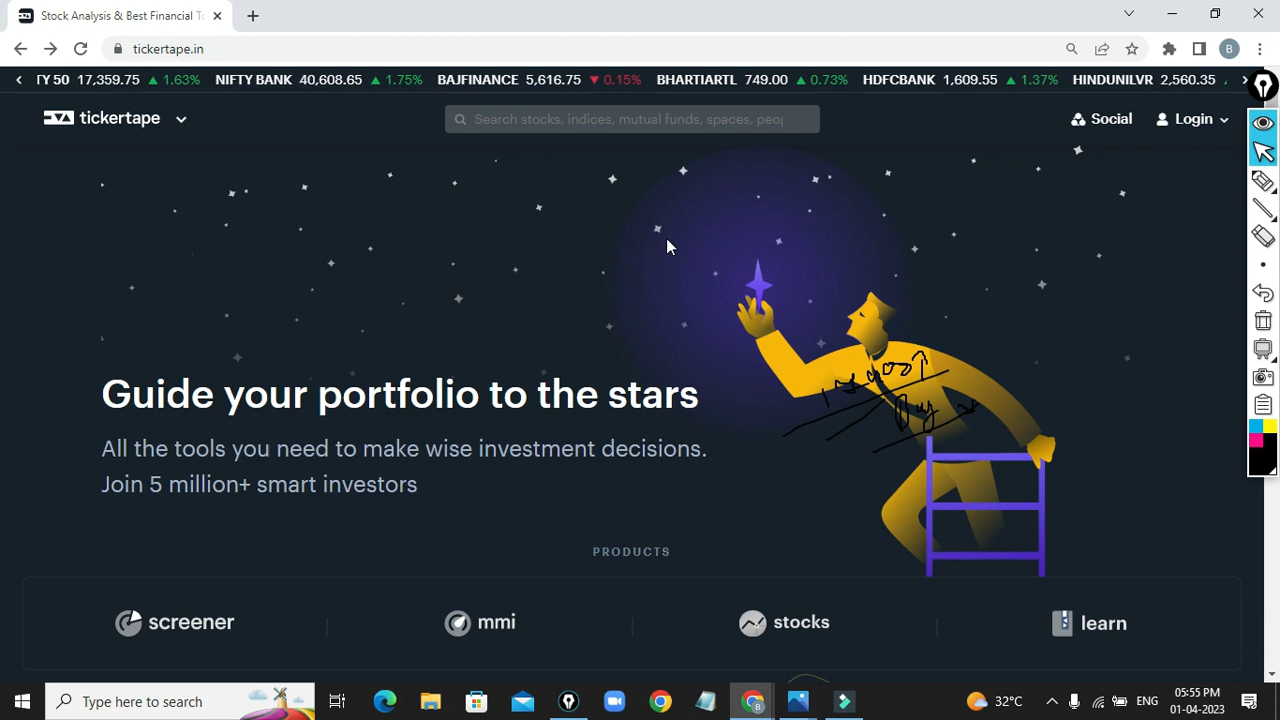 Stock Analysis & Best Financial To
tickertape.in
B
TY 50 17,359.75 ▲ 1.63% NIFTY BANK 40,608.65 ▲ 1.75% BAJFINANCE 5,616.75 ▼ 0.15% BHARTIARTL 749.00 ▲ 0.73% HDFCBANK 1,609.55 ▲ 1.37% HINDUNILVR 2,560.35
tickertape
Search stocks, indices, mutual funds, spaces, peop
Social
Login
Guide your portfolio to the stars
All the tools you need to make wise investment decisions.
Join 5 million+ smart investors
PRODUCTS
screener
mmi
stocks
learn
Type here to search
32°C
ENG
05:55 PM
01-04-2023